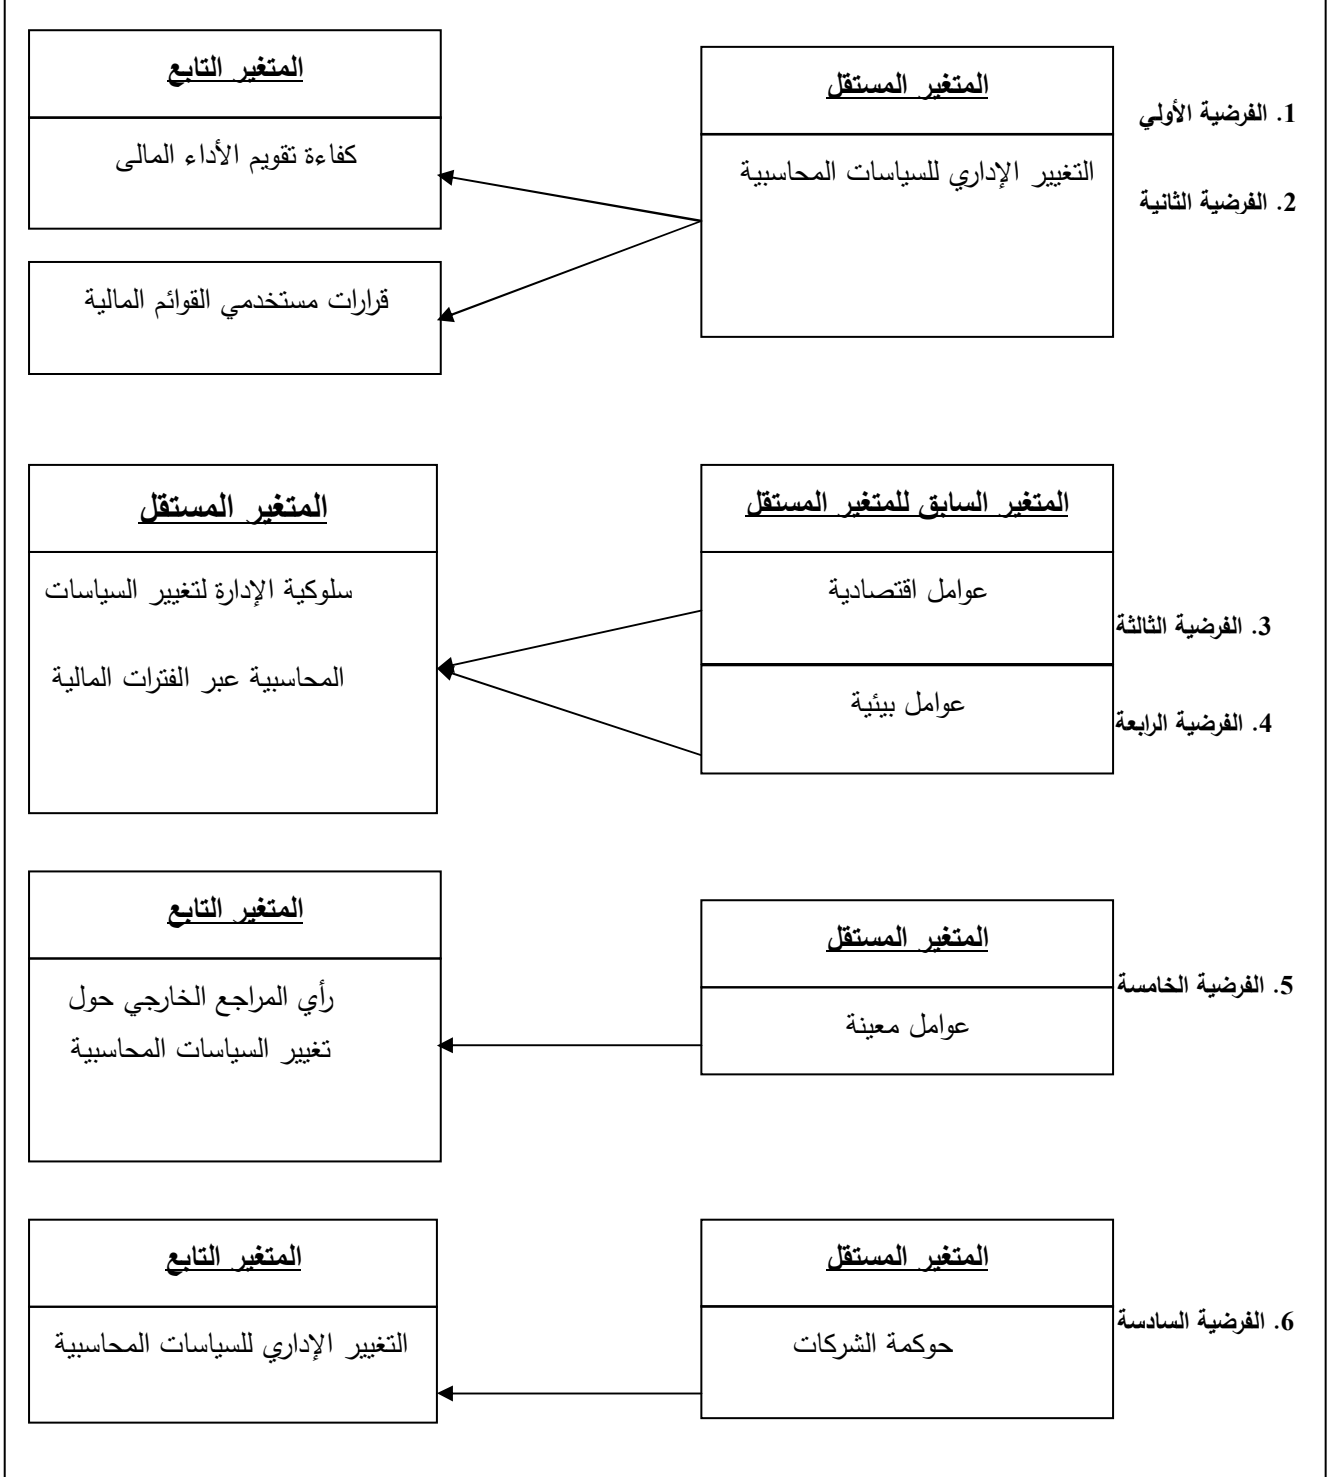 1. الفرضية الأولي
2. الفرضية الثانية
المتغير المستقل
التغيير الإداري للسياسات المحاسبية
المتغير التابع
كفاءة تقويم الأداء المالى
قرارات مستخدمي القوائم المالية
3. الفرضية الثالثة
4. الفرضية الرابعة
المتغير السابق للمتغير المستقل
عوامل اقتصادية
عوامل بيئية
المتغير المستقل
سلوكية الإدارة لتغيير السياسات
المحاسبية عبر الفترات المالية
5. الفرضية الخامسة
المتغير المستقل
عوامل معينة
المتغير التابع
رأي المراجع الخارجي حول
تغيير السياسات المحاسبية
6. الفرضية السادسة
المتغير المستقل
حوكمة الشركات
المتغير التابع
التغيير الإداري للسياسات المحاسبية